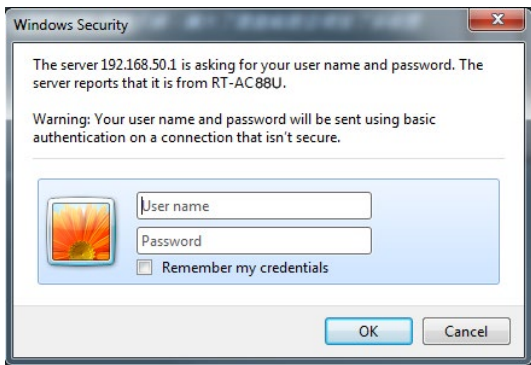 Windows Security
The server 192.168.50.1 is asking for your user name and password. The
server reports that it is from RT-AC88U.
Warning: Your user name and password will be sent using basic
authentication on a connection that isn't secure.
User name
Password
Remember my credentials
OK
Cancel